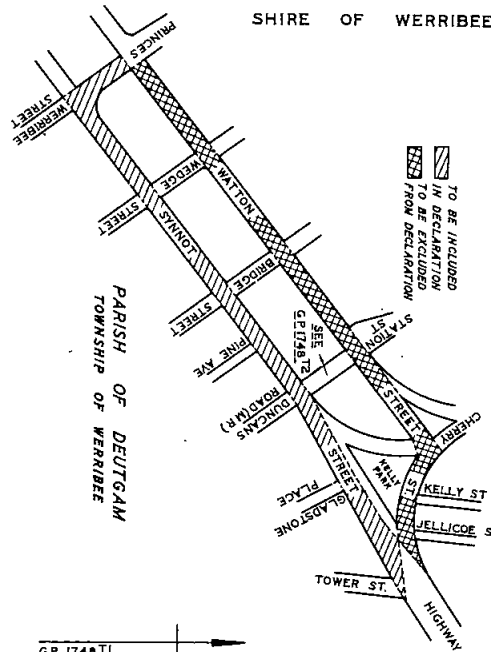 SHIRE OF WERRIBEE
PRINCES
WERRIBEE
STREET
TO BE INCLUDED
IN DECLARATION
TO BE EXCLUDED
FROM DECLARATION
WATTON
WEDGE
STREET
SYNNOT
BRIDGE
STREET
STATION
ST
SEE
G.P. 1748 T2
PINE AVE
DUNCANS
ROAD (M.R.)
STREET
CHERRY
ST
STREET
KELLY
PARK
KELLY ST
JELLICOE S
GLADSTONE
PLACE
TOWER ST.
HIGHWAY
PARISH OF DEUTGAM
TOWNSHIP OF WERRIBEE
G.P. 1748 T1